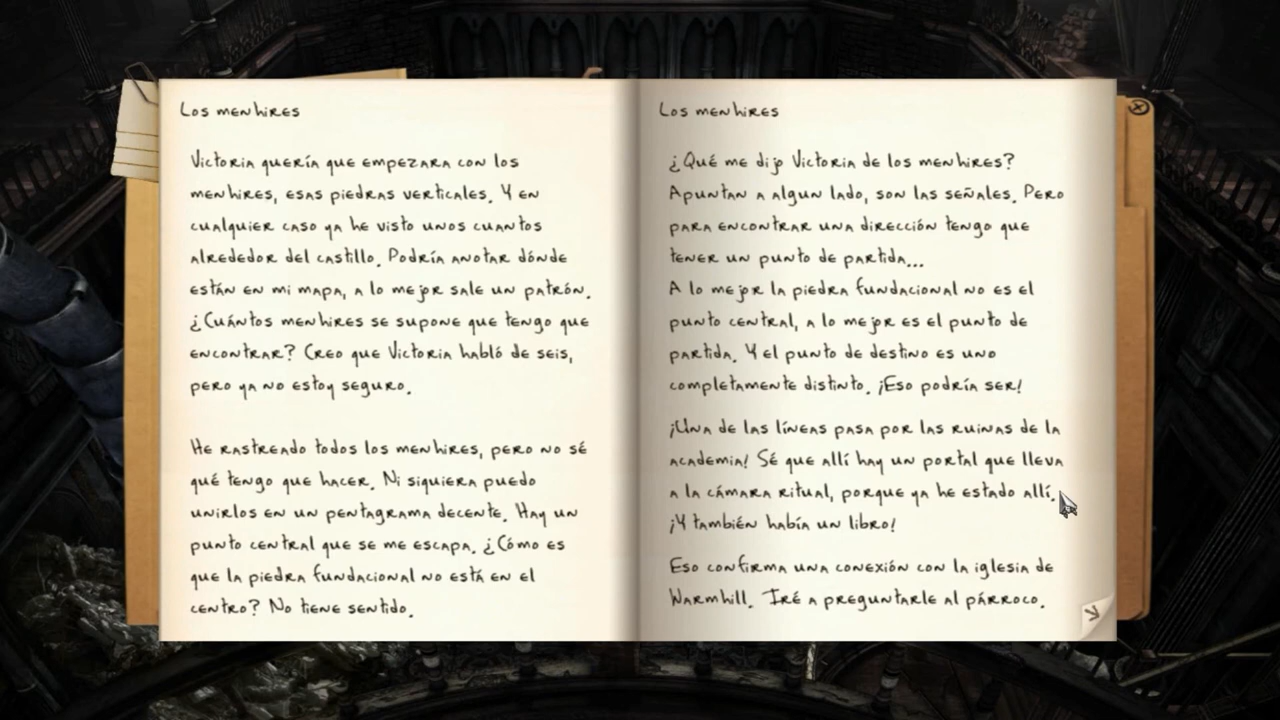 Los menhires
Victoria quería que empezara con los
menhires, esas piedras verticales. Y en
cualquier caso ya he visto unos cuantos
alrededor del castillo. Podría anotar dónde
están en mi mapa, a lo mejor sale un patrón.
¿Cuántos menhires se supone que tengo que
encontrar? Creo que Victoria habló de seis,
pero ya no estoy seguro.
He rastreado todos los menhires, pero no sé
qué tengo que hacer. Ni siquiera puedo
unirlos en un pentagrama decente. Hay un
punto central que se me escapa. ¿Cómo es
que la piedra fundacional no está en el
centro? No tiene sentido.
Los menhires
¿Qué me dijo Victoria de los menhires?
Apuntan a algun lado, son las señales. Pero
para encontrar una dirección tengo que
tener un punto de partida...
A lo mejor la piedra fundacional no es el
punto central, a lo mejor es el punto de
partida. Y el punto de destino es uno
completamente distinto. ¡Eso podría ser!
¡Una de las líneas pasa por las ruinas de la
academia! Sé que allí hay un portal que lleva
a la cámara ritual, porque ya he estado allí.
¡Y también había un libro!
Eso confirma una conexión con la iglesia de
Warmhill. Iré a preguntarle al párroco.